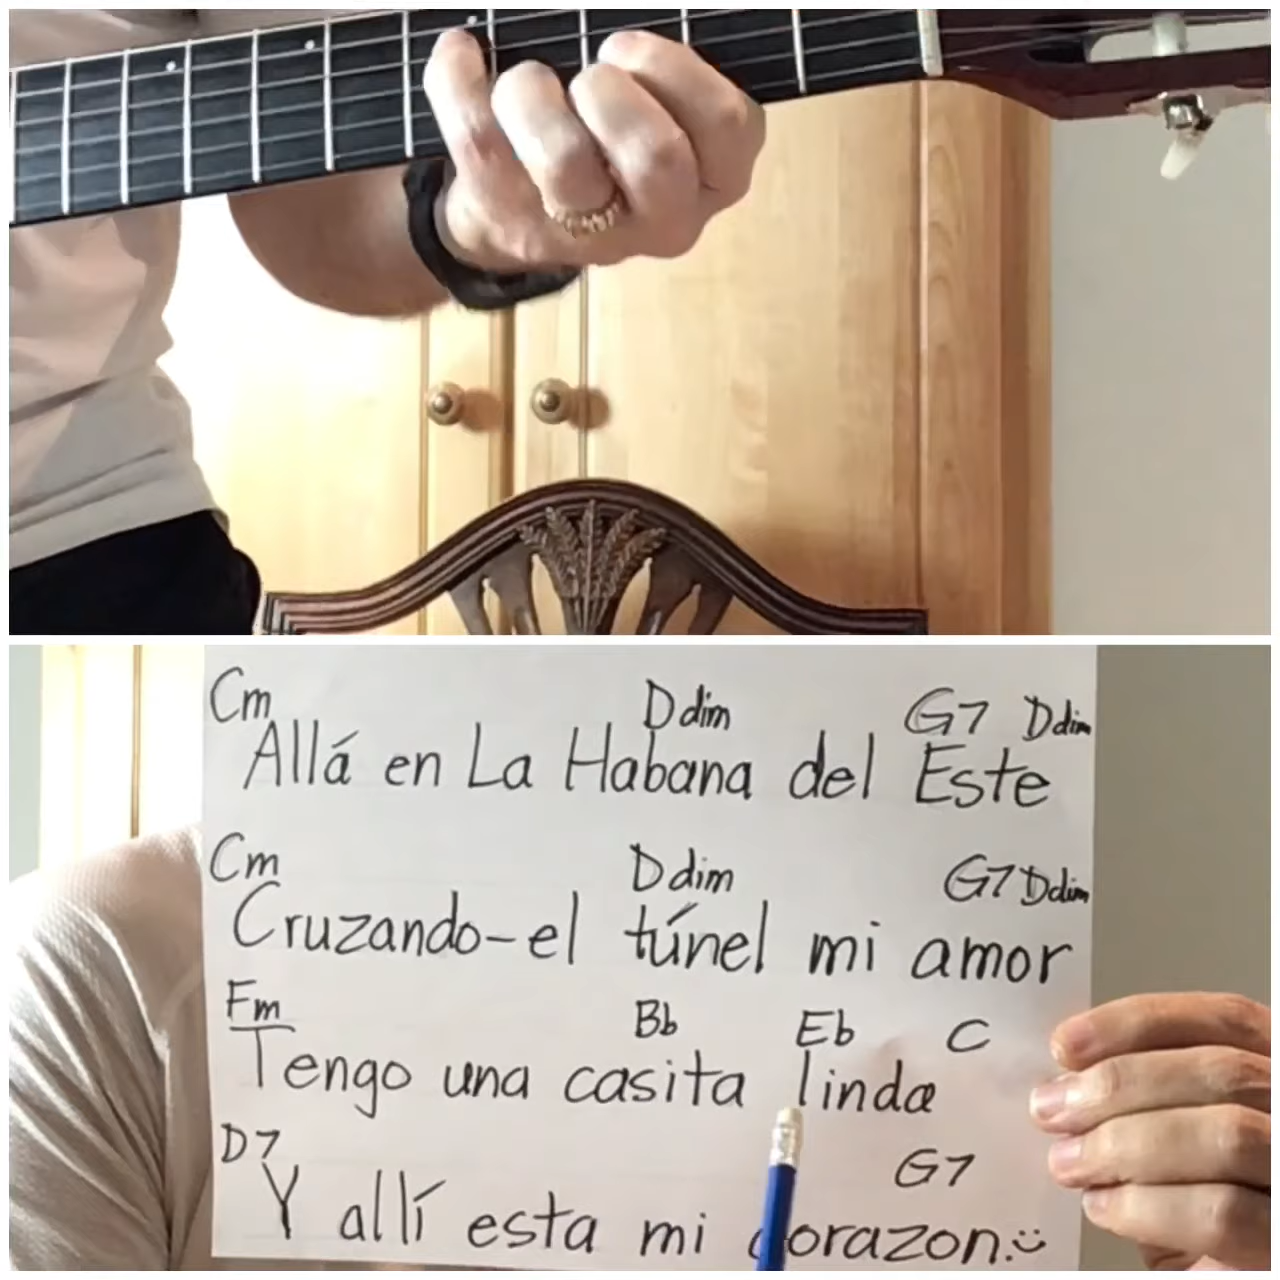 Cm Ddim G7 Ddim
Allá en La Habana del Este
Cm Ddim G7 Ddim
Cruzando-el túnel mi amor
Fm Bb Eb C
Tengo una casita linda
D7 G7
Y allí esta mi corazon.:)